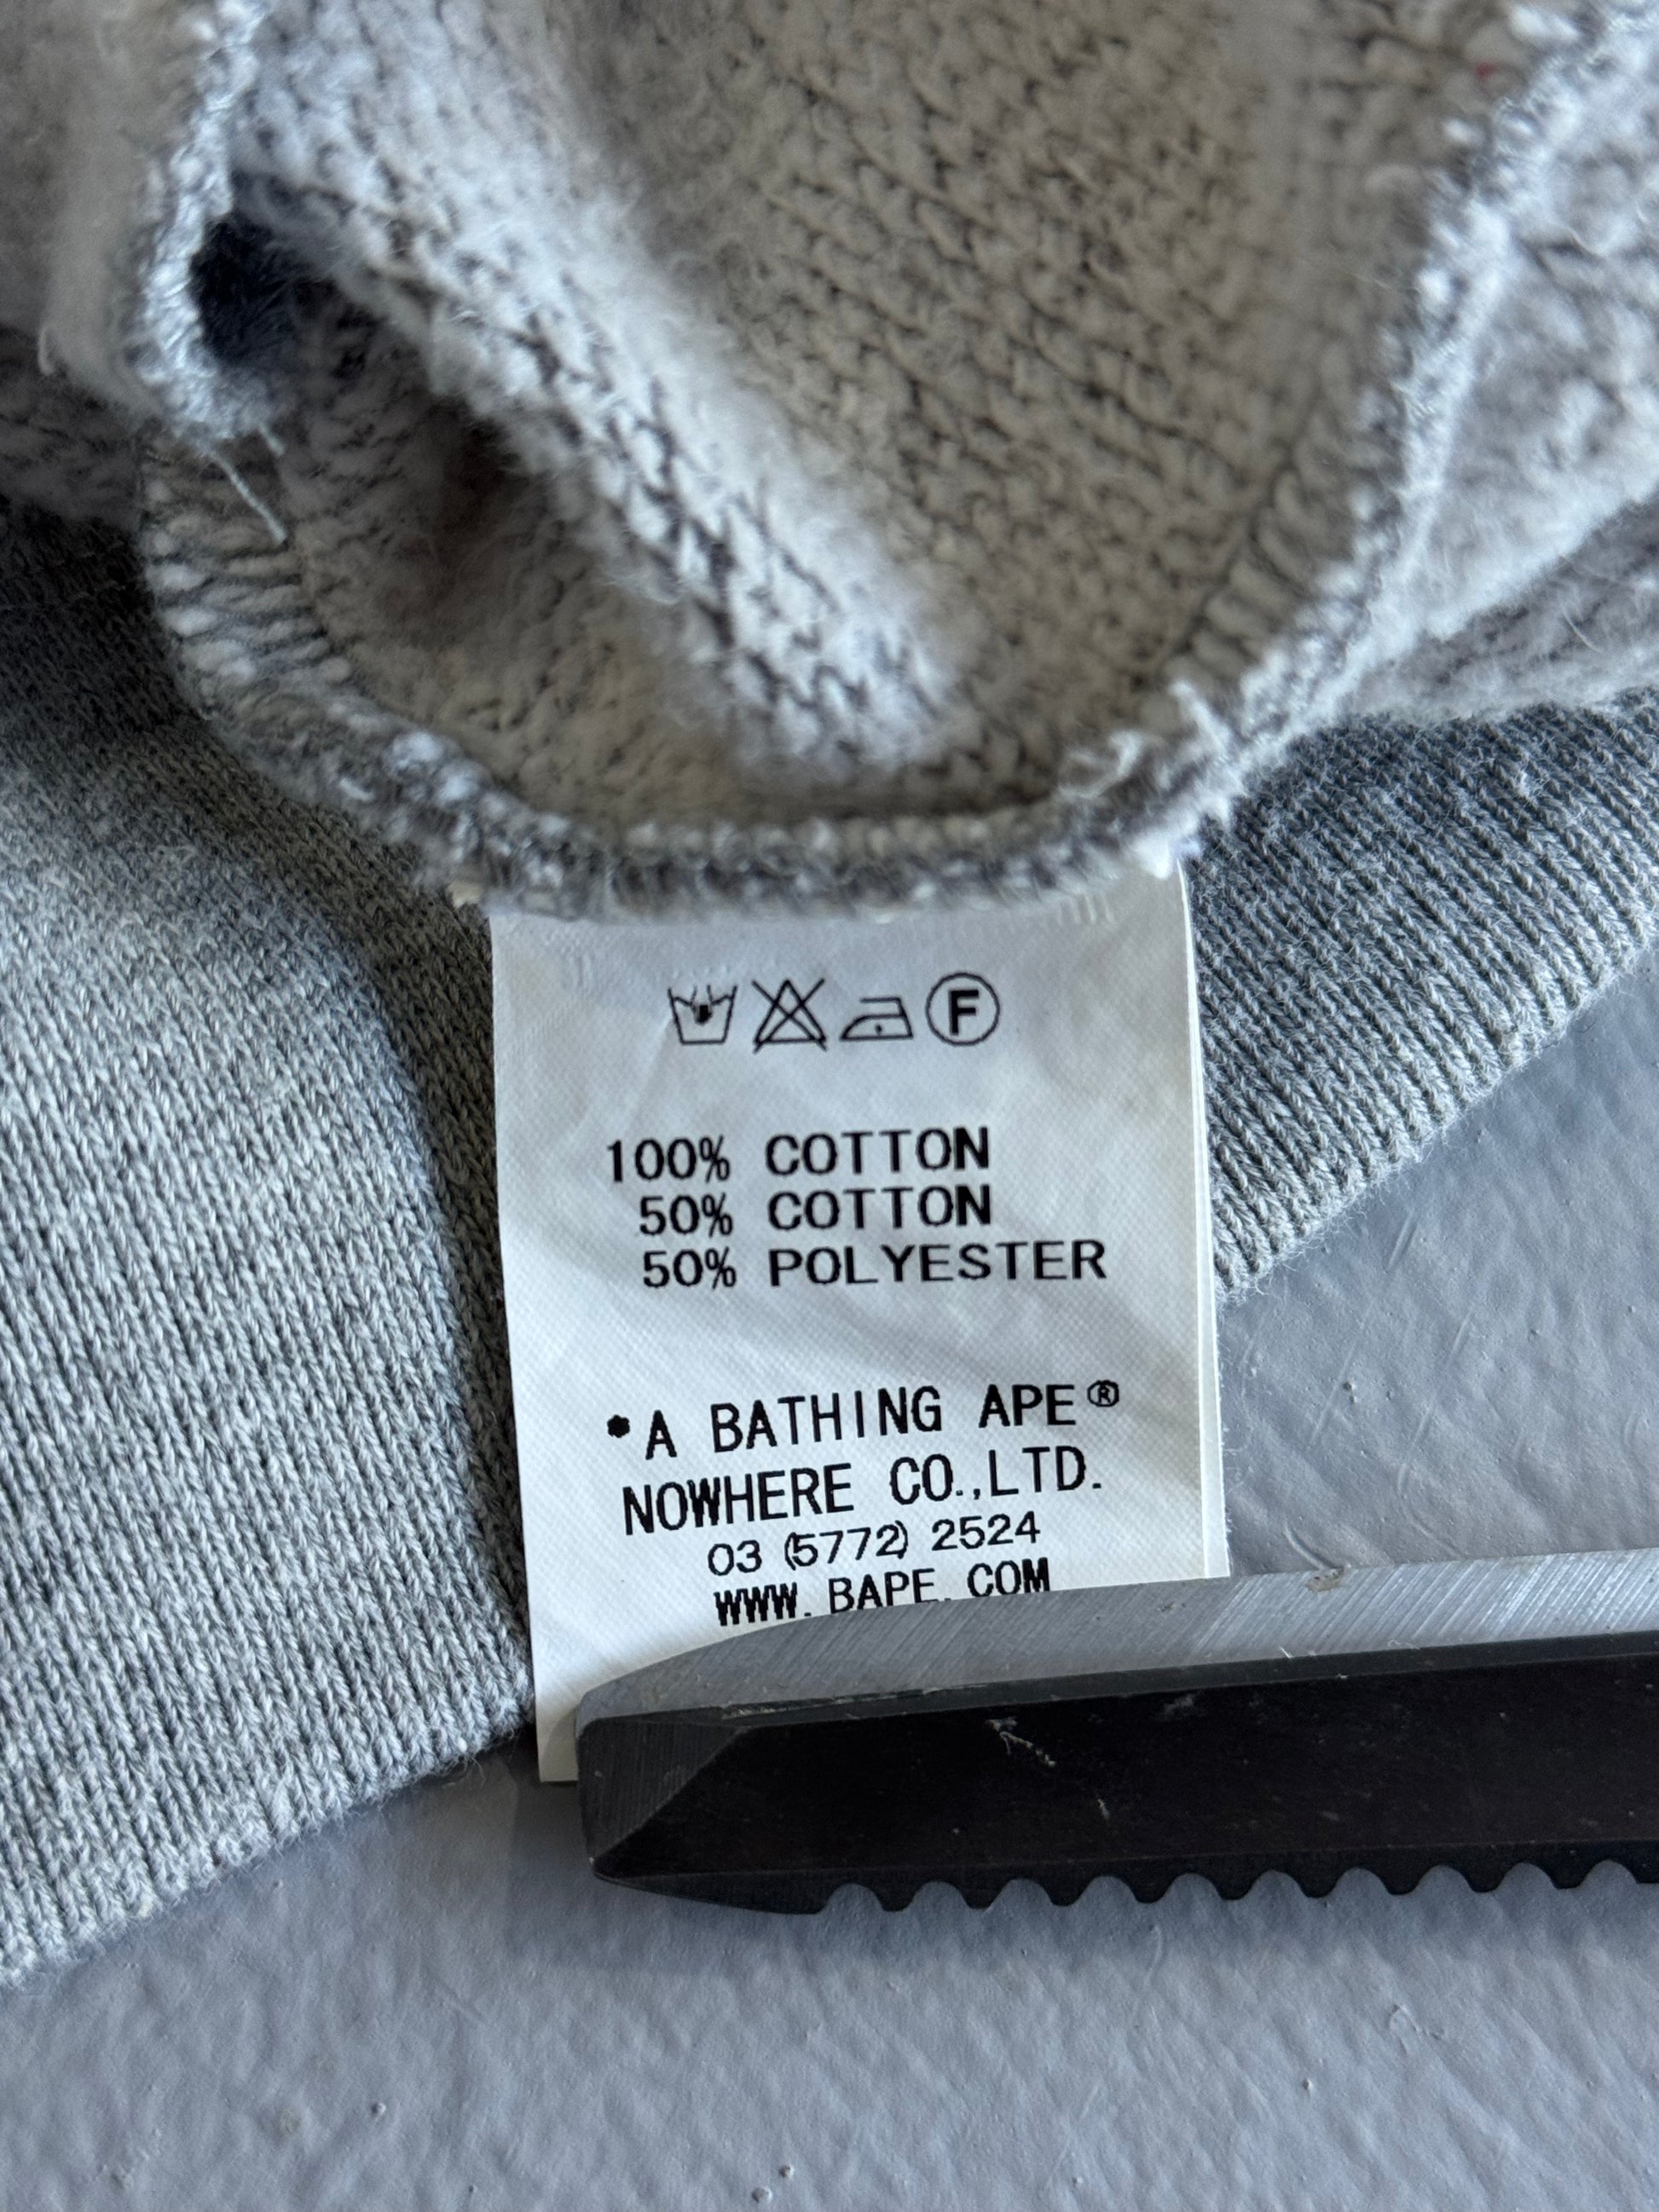 F
100% COTTON
50% COTTON
50% POLYESTER
•A BATHING APE®
NOWHERE CO.,LTD.
03 (5772) 2524
WWW.BAPE.COM